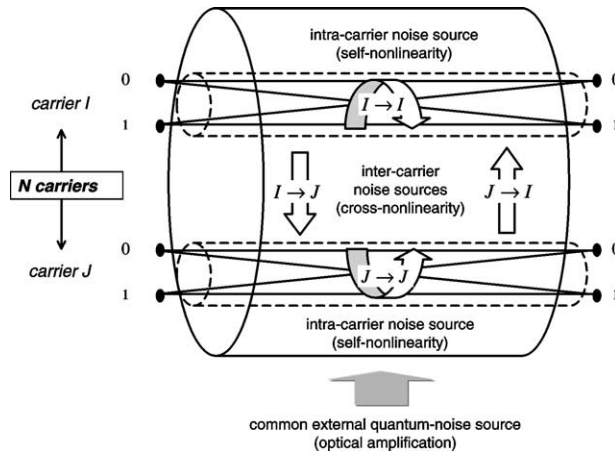 intra-carrier noise source
(self-nonlinearity)
0
0
carrier I
I → I
1
1
N carriers
I → J
inter-carrier
noise sources
(cross-nonlinearity)
J → I
0
0
carrier J
J → J
1
1
intra-carrier noise source
(self-nonlinearity)
common external quantum-noise source
(optical amplification)